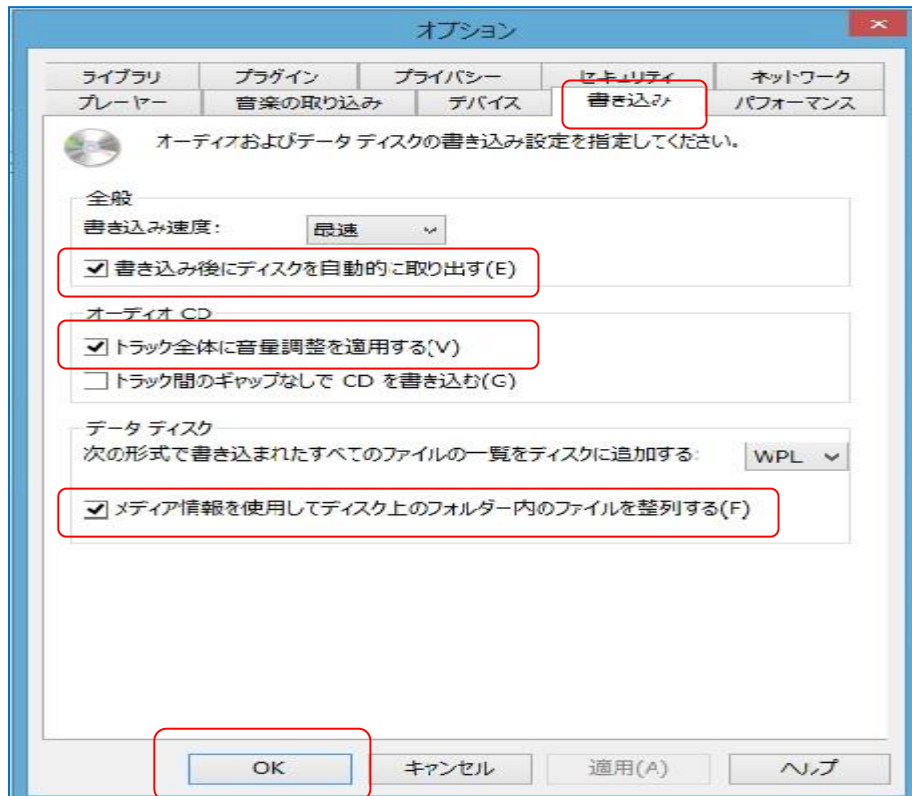 オプション
ライブラリ プラグイン プライバシー セキュリティ ネットワーク
プレーヤー 音楽の取り込み デバイス 書き込み パフォーマンス
オーディオおよびデータ ディスクの書き込み設定を指定してください。
全般
書き込み速度: 最速
書き込み後にディスクを自動的に取り出す(E)
オーディオ CD
トラック全体に音量調整を適用する(V)
トラック間のギャップなしで CD を書き込む(G)
データ ディスク
次の形式で書き込まれたすべてのファイルの一覧をディスクに追加する: WPL
メディア情報を使用してディスク上のフォルダー内のファイルを整列する(F)
OK キャンセル 適用(A) ヘルプ